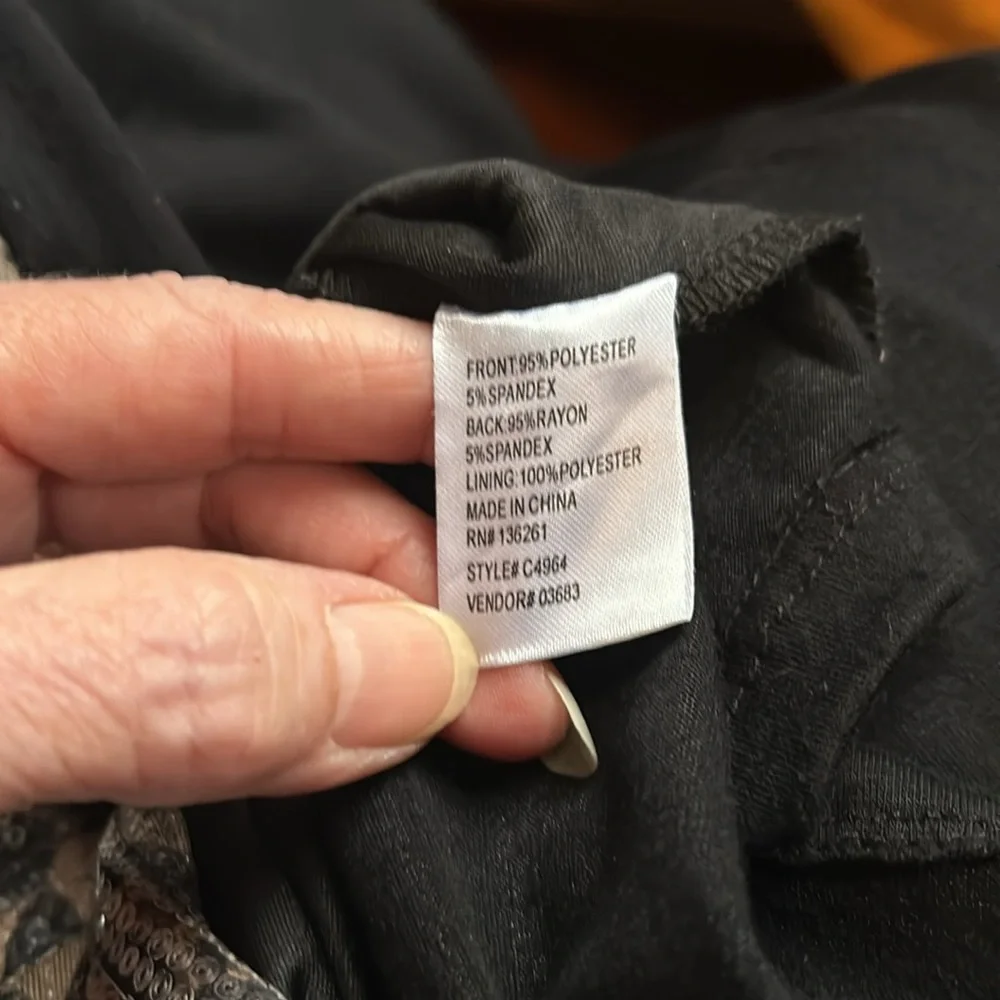 FRONT:95%POLYESTER
5%SPANDEX
BACK:95%RAYON
5%SPANDEX
LINING:100%POLYESTER
MADE IN CHINA
RN# 136261
STYLE# C4964
VENDOR# 03683